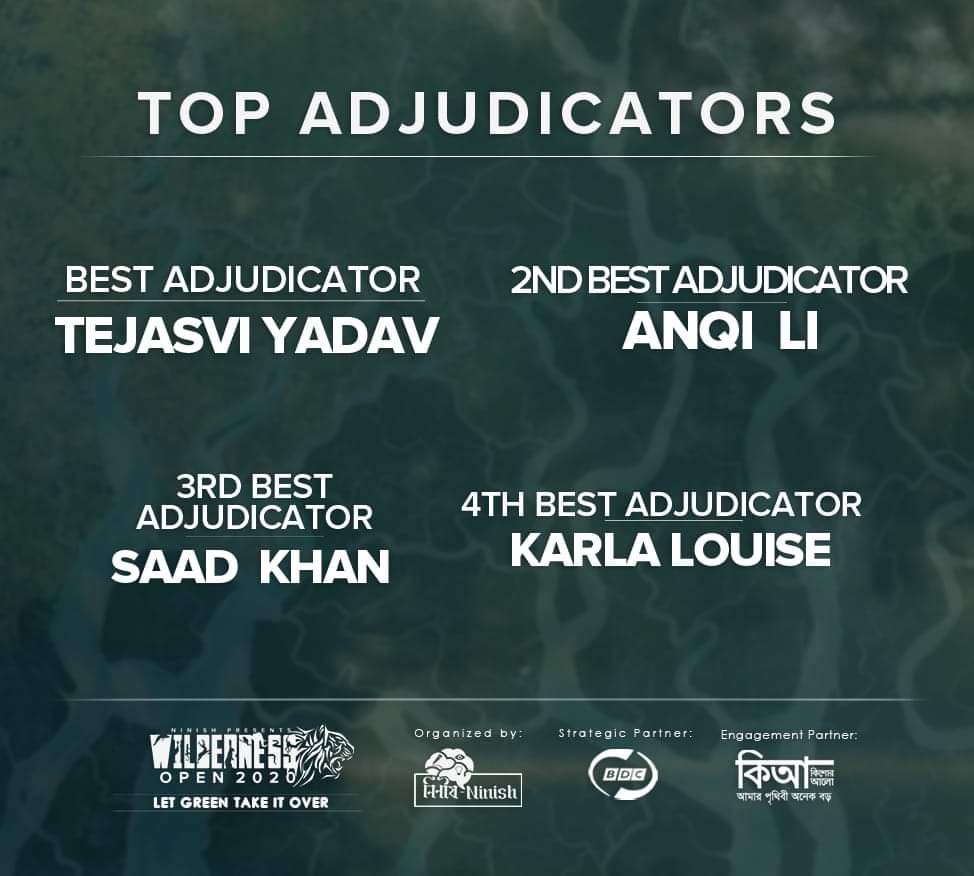 TOP ADJUDICATORS
BEST ADJUDICATOR
TEJASVI YADAV
2ND BEST ADJUDICATOR
ANQI LI
3RD BEST
ADJUDICATOR
SAAD KHAN
4TH BEST ADJUDICATOR
KARLA LOUISE
NINISH PRESENTS
WILDERNESS
OPEN 2020
LET GREEN TAKE IT OVER
Organized by:
Ninish
Strategic Partner:
BDC
Engagement Partner:
কিআ
কিশোর
আলো
আমার পৃথিবী অনেক বড়